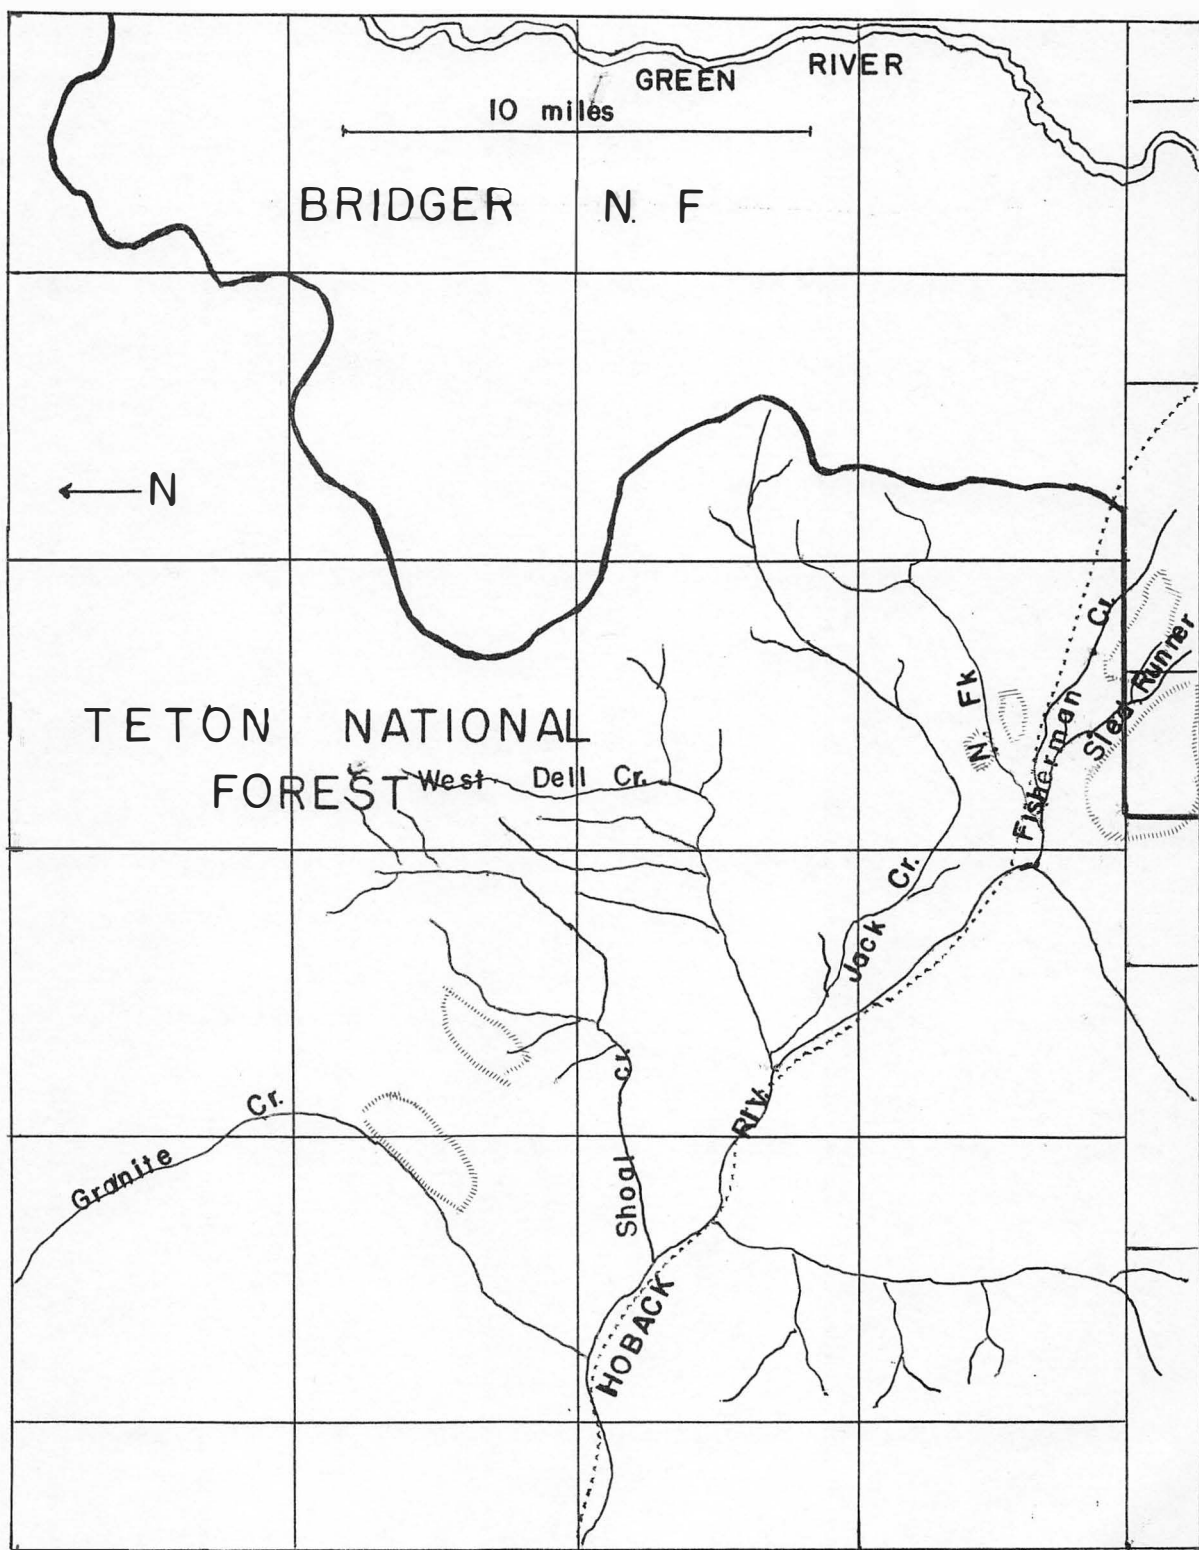 GREEN RIVER
10 miles
BRIDGER N. F
N
N. Fk
Fisherman Cr.
Sled Runner
TETON NATIONAL
FOREST
West Dell Cr.
Jack Cr.
Granite Cr.
Shoal Cr.
HOBACK RIV.